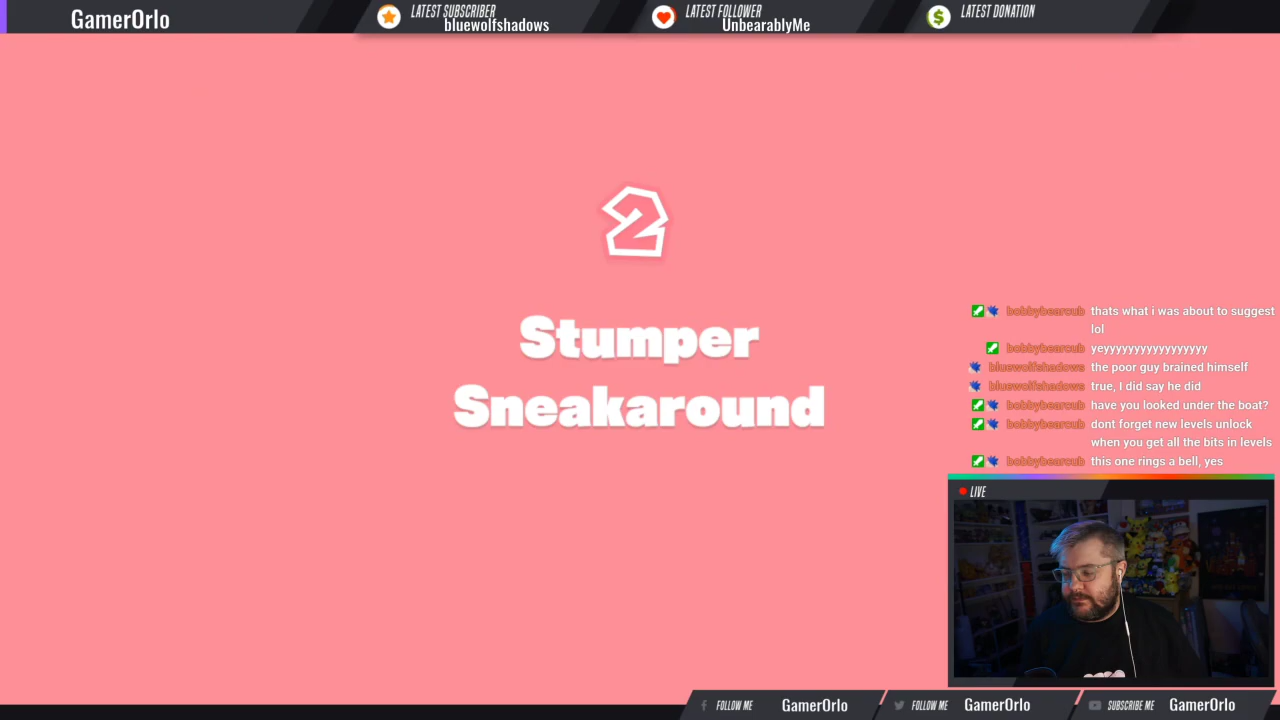 GamerOrlo
LATEST SUBSCRIBER
bluewolfshadows
LATEST FOLLOWER
UnbearablyMe
LATEST DONATION
2
Stumper
Sneakaround
bobbybearcub thats what i was about to suggest
lol
bobbybearcub yeyyyyyyyyyyyyyyyyy
bluewolfshadows the poor guy brained himself
bluewolfshadows true, I did say he did
bobbybearcub have you looked under the boat?
bobbybearcub dont forget new levels unlock
when you get all the bits in levels
bobbybearcub this one rings a bell, yes
LIVE
FOLLOW ME GamerOrlo
FOLLOW ME GamerOrlo
SUBSCRIBE ME GamerOrlo